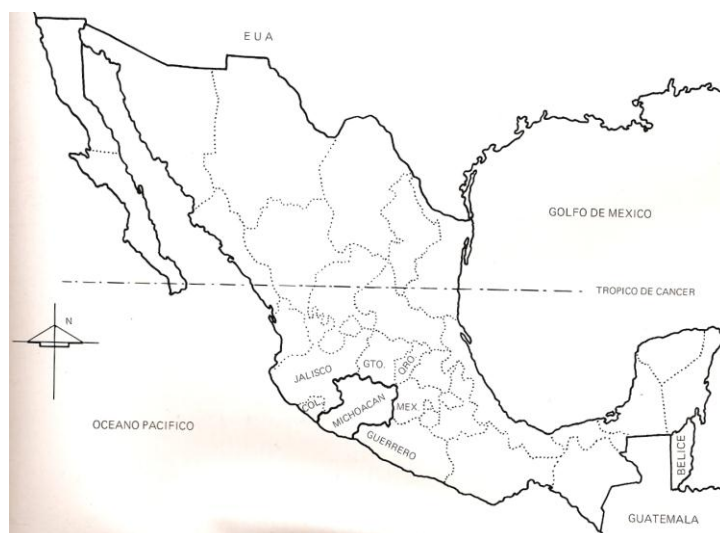 E U A
GOLFO DE MEXICO
TROPICO DE CANCER
N
JALISCO
GTO.
QRO.
COL.
MICHOACAN
MEX.
OCEANO PACIFICO
GUERRERO
BELICE
GUATEMALA